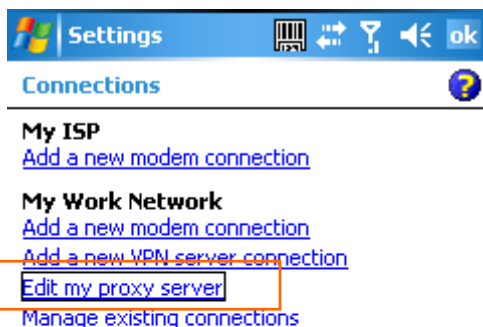 Settings
ok
Connections
?
My ISP
Add a new modem connection
My Work Network
Add a new modem connection
Add a new VPN server connection
Edit my proxy server
Manage existing connections